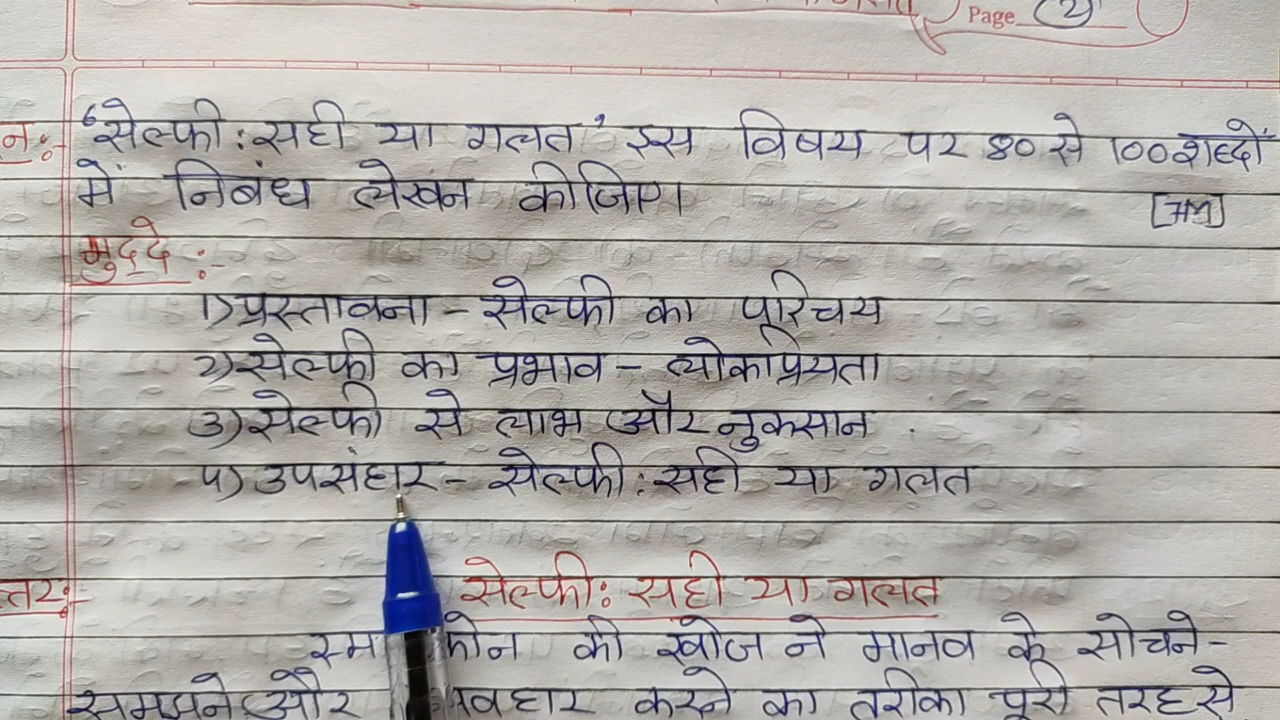 Page (2)
न:- 'सेल्फी : सही या गलत' इस विषय पर 80 से 100 शब्दों
में निबंध लेखन कीजिए।
[7M]
मुद्दे :-
1) प्रस्तावना - सेल्फी का परिचय
2) सेल्फी का प्रभाव - लोकप्रियता
3) सेल्फी से लाभ और नुकसान
4) उपसंहार - सेल्फी : सही या गलत
त्तर:- सेल्फी : सही या गलत
फोन की खोज ने मानव के सोचने-
समझने और करने का तरीका पूरी तरह से